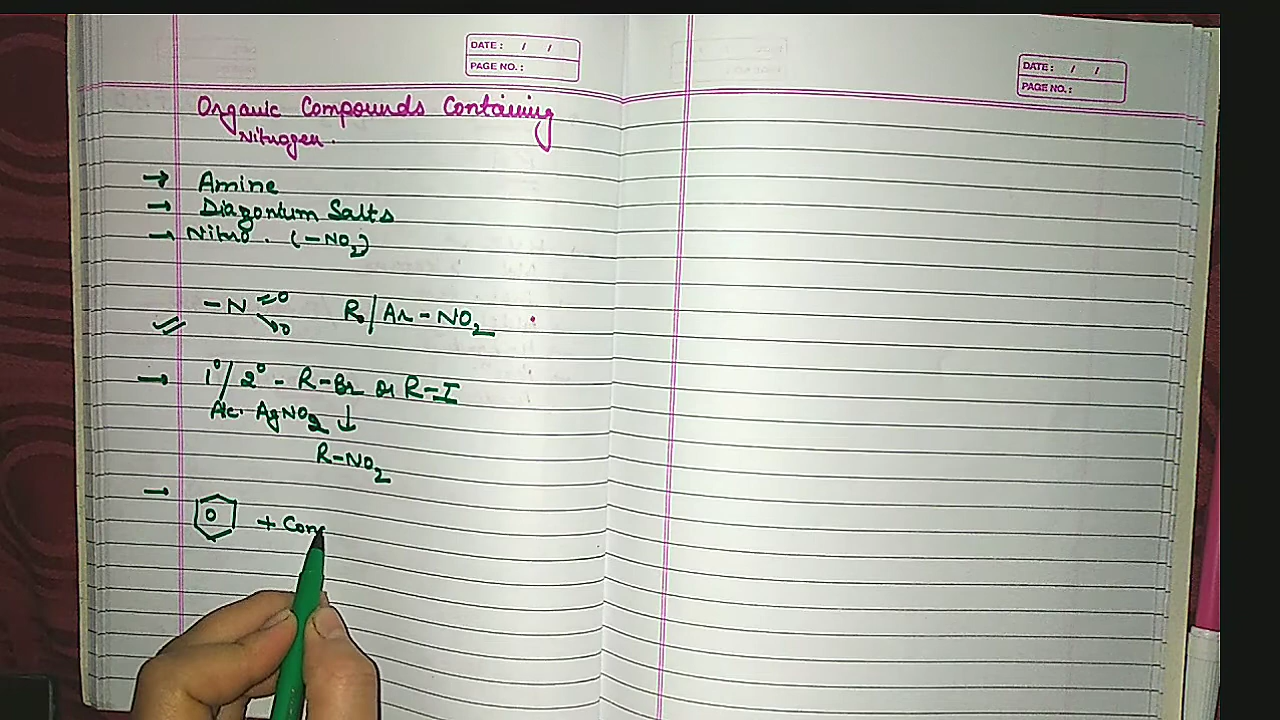 DATE: / /
PAGE NO.:
DATE: / /
PAGE NO.:
Organic Compounds Containing
Nitrogen.
→ Amine
→ Diazonium Salts
→ Nitro. (-NO2)
-N =O R/Ar-NO2
→O
→ 1°/2° - R-Br or R-I
Alc. AgNO2 ↓
R-NO2
→
+ Con